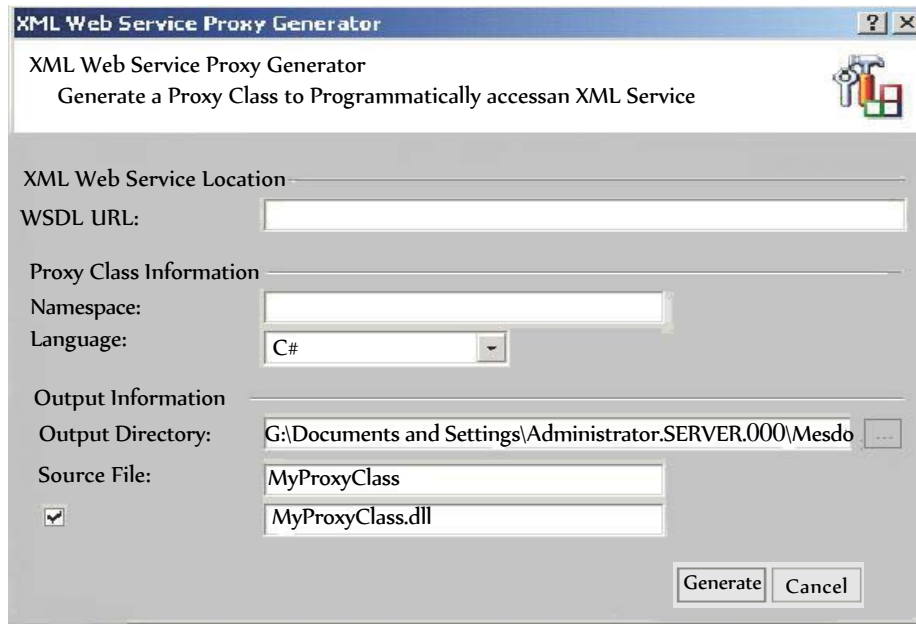 XML Web Service Proxy Generator
XML Web Service Proxy Generator
Generate a Proxy Class to Programmatically accessan XML Service
XML Web Service Location
WSDL URL:
Proxy Class Information
Namespace:
Language: C#
Output Information
Output Directory: G:\Documents and Settings\Administrator.SERVER.000\Mesdo ...
Source File: MyProxyClass
MyProxyClass.dll
Generate Cancel